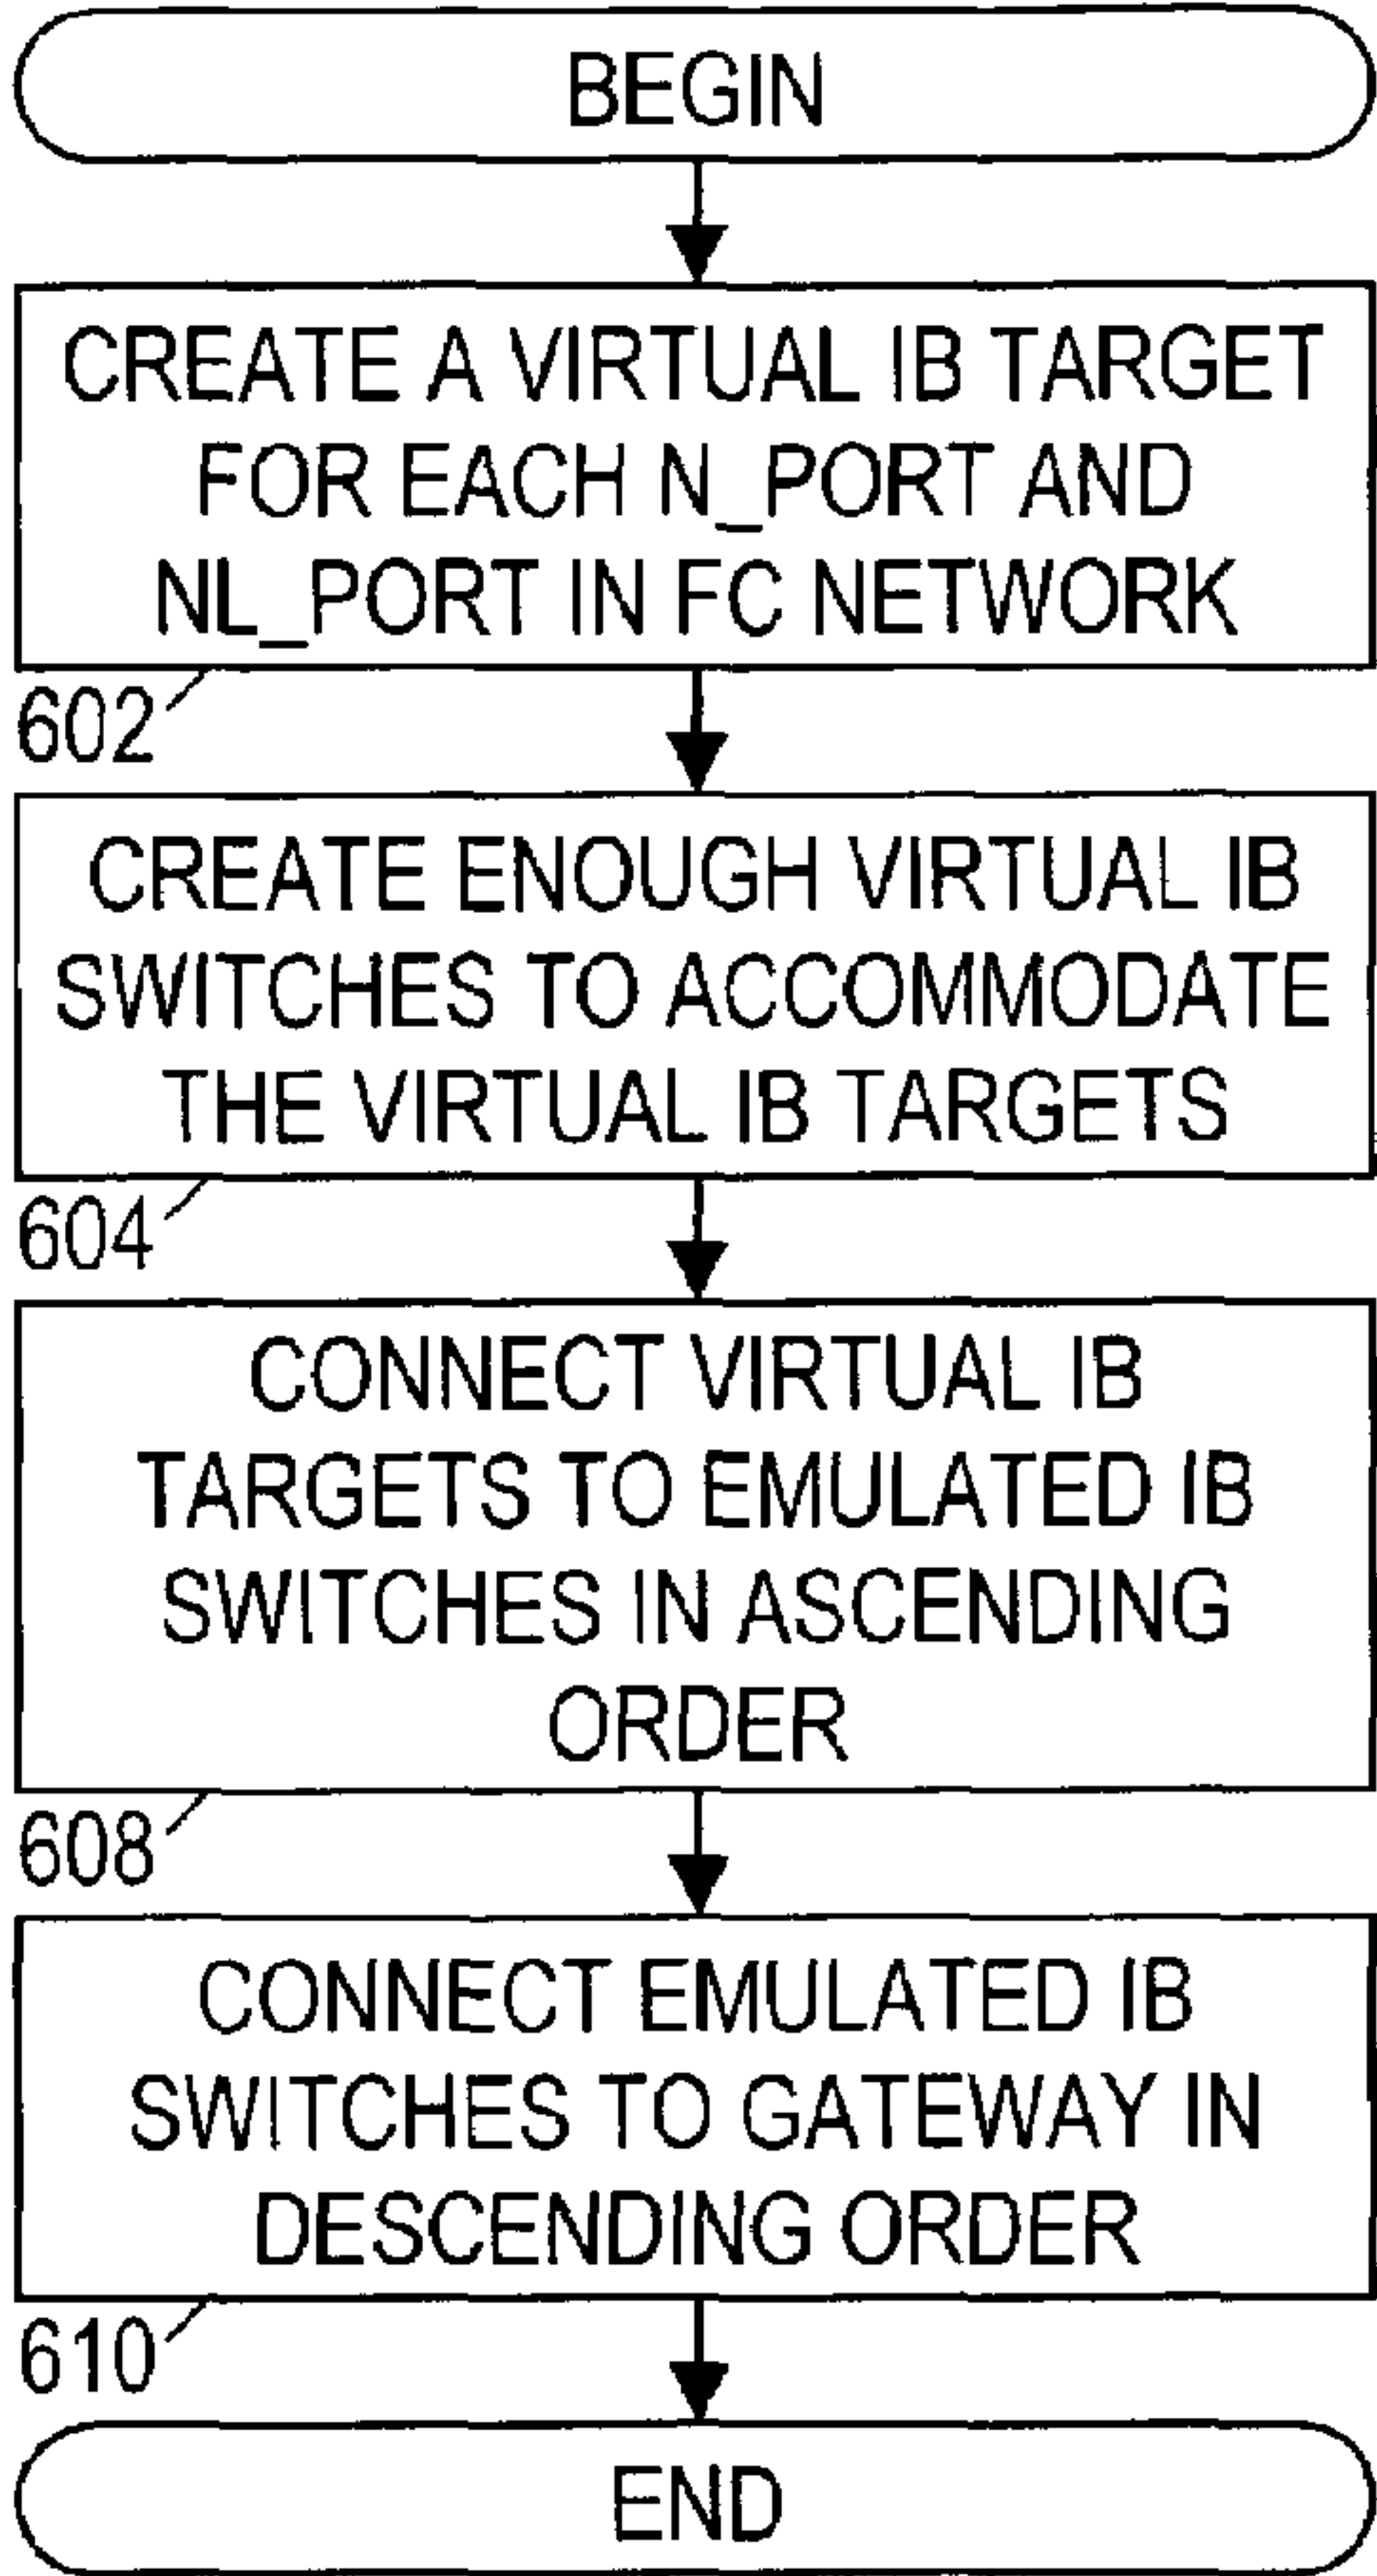 BEGIN
CREATE A VIRTUAL IB TARGET
FOR EACH N_PORT AND
NL_PORT IN FC NETWORK
602
CREATE ENOUGH VIRTUAL IB
SWITCHES TO ACCOMMODATE
THE VIRTUAL IB TARGETS
604
CONNECT VIRTUAL IB
TARGETS TO EMULATED IB
SWITCHES IN ASCENDING
ORDER
608
CONNECT EMULATED IB
SWITCHES TO GATEWAY IN
DESCENDING ORDER
610
END